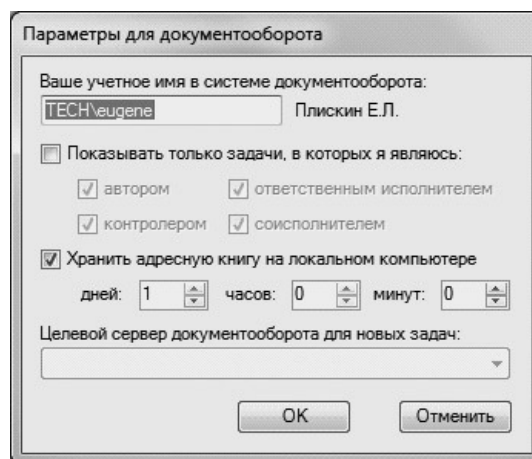 Параметры для документооборота
Ваше учетное имя в системе документооборота:
TECH\eugene Плискин Е.Л.
Показывать только задачи, в которых я являюсь:
автором ответственным исполнителем
контролером соисполнителем
Хранить адресную книгу на локальном компьютере
дней: 1 часов: 0 минут: 0
Целевой сервер документооборота для новых задач:
OK Отменить